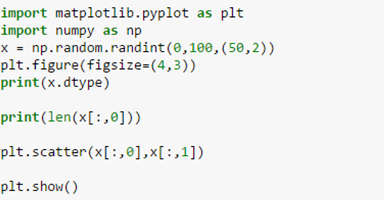 import matplotlib.pyplot as plt
import numpy as np
x = np.random.randint(0,100,(50,2))
plt.figure(figsize=(4,3))
print(x.dtype)
print(len(x[:,0]))
plt.scatter(x[:,0],x[:,1])
plt.show()